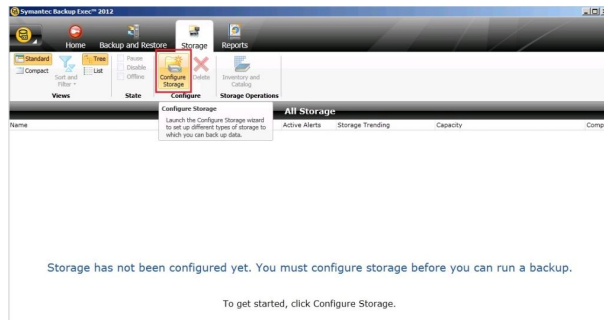 Symantec Backup Exec™ 2012
Home Backup and Restore Storage Reports
Standard
Compact
Sort and Filter
Tree
List
Views
Pause
Disable
Offline
State
Configure Storage
Delete
Configure
Inventory and Catalog
Storage Operations
Configure Storage
Launch the Configure Storage wizard
to set up different types of storage to
which you can back up data.
All Storage
Name Active Alerts Storage Trending Capacity Comp
Storage has not been configured yet. You must configure storage before you can run a backup.
To get started, click Configure Storage.